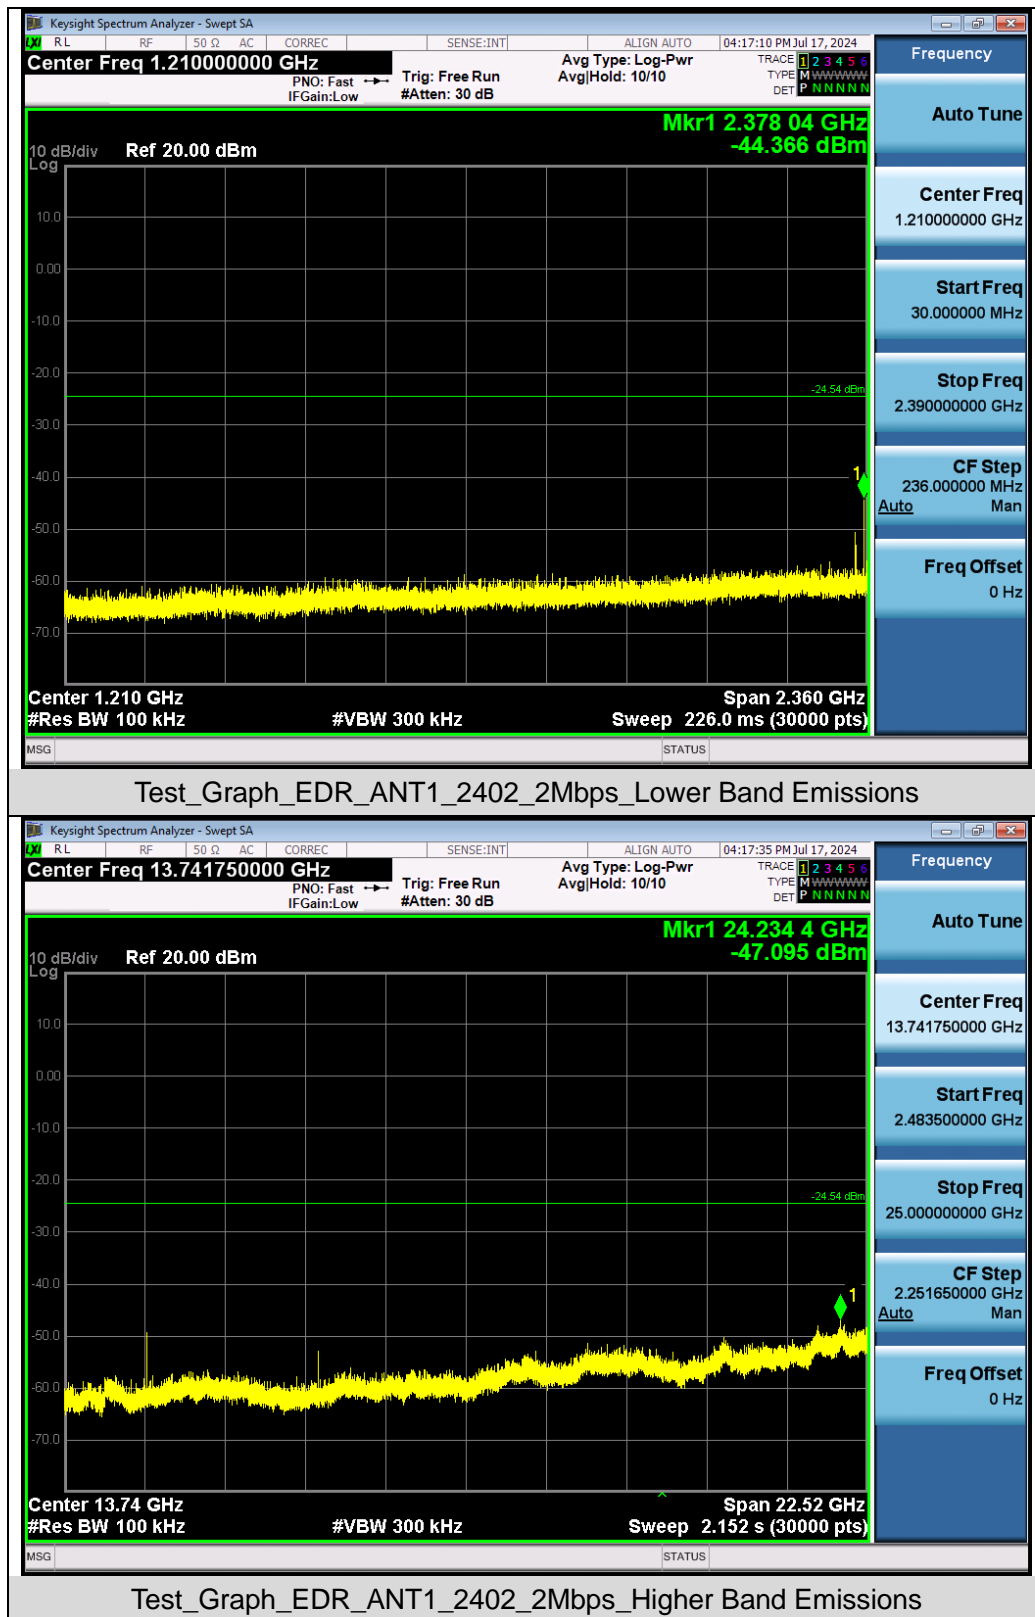 Keysight Spectrum Analyzer - Swept SA
LXI RL RF 50 Ω AC CORREC SENSE:INT ALIGN AUTO 04:17:10 PM Jul 17, 2024
Center Freq 1.210000000 GHz
PNO: Fast
IFGain:Low
Trig: Free Run
#Atten: 30 dB
Avg Type: Log-Pwr
Avg|Hold: 10/10
TRACE 1 2 3 4 5 6
TYPE M WWWWW
DET P N N N N N
Mkr1 2.378 04 GHz
-44.366 dBm
10 dB/div Ref 20.00 dBm
Log
10.0
0.00
-10.0
-20.0
-24.54 dBm
-30.0
-40.0
1
-50.0
-60.0
-70.0
Center 1.210 GHz Span 2.360 GHz
#Res BW 100 kHz #VBW 300 kHz Sweep 226.0 ms (30000 pts)
MSG STATUS
Frequency
Auto Tune
Center Freq
1.210000000 GHz
Start Freq
30.000000 MHz
Stop Freq
2.390000000 GHz
CF Step
236.000000 MHz
Auto Man
Freq Offset
0 Hz
Test_Graph_EDR_ANT1_2402_2Mbps_Lower Band Emissions
Keysight Spectrum Analyzer - Swept SA
LXI RL RF 50 Ω AC CORREC SENSE:INT ALIGN AUTO 04:17:35 PM Jul 17, 2024
Center Freq 13.741750000 GHz
PNO: Fast
IFGain:Low
Trig: Free Run
#Atten: 30 dB
Avg Type: Log-Pwr
Avg|Hold: 10/10
TRACE 1 2 3 4 5 6
TYPE M WWWWW
DET P N N N N N
Mkr1 24.234 4 GHz
-47.095 dBm
10 dB/div Ref 20.00 dBm
Log
10.0
0.00
-10.0
-20.0
-24.54 dBm
-30.0
-40.0
1
-50.0
-60.0
-70.0
Center 13.74 GHz Span 22.52 GHz
#Res BW 100 kHz #VBW 300 kHz Sweep 2.152 s (30000 pts)
MSG STATUS
Frequency
Auto Tune
Center Freq
13.741750000 GHz
Start Freq
2.483500000 GHz
Stop Freq
25.000000000 GHz
CF Step
2.251650000 GHz
Auto Man
Freq Offset
0 Hz
Test_Graph_EDR_ANT1_2402_2Mbps_Higher Band Emissions